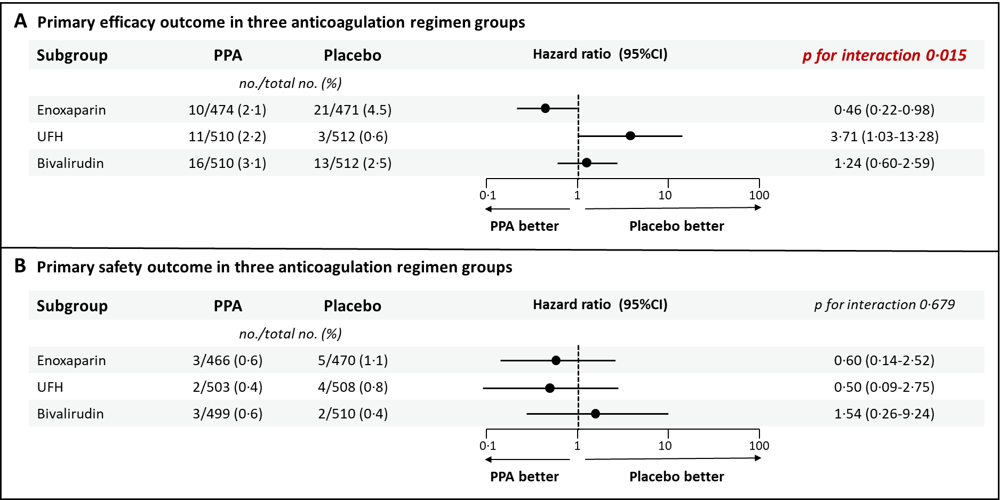 A Primary efficacy outcome in three anticoagulation regimen groups
Subgroup PPA Placebo Hazard ratio (95%CI) p for interaction 0·015
no./total no. (%)
Enoxaparin 10/474 (2·1) 21/471 (4.5) 0·46 (0·22-0·98)
UFH 11/510 (2·2) 3/512 (0·6) 3·71 (1·03-13·28)
Bivalirudin 16/510 (3·1) 13/512 (2·5) 1·24 (0·60-2·59)
0·1 1 10 100
PPA better Placebo better
B Primary safety outcome in three anticoagulation regimen groups
Subgroup PPA Placebo Hazard ratio (95%CI) p for interaction 0·679
no./total no. (%)
Enoxaparin 3/466 (0·6) 5/470 (1·1) 0·60 (0·14-2·52)
UFH 2/503 (0·4) 4/508 (0·8) 0·50 (0·09-2·75)
Bivalirudin 3/499 (0·6) 2/510 (0·4) 1·54 (0·26-9·24)
0·1 1 10 100
PPA better Placebo better